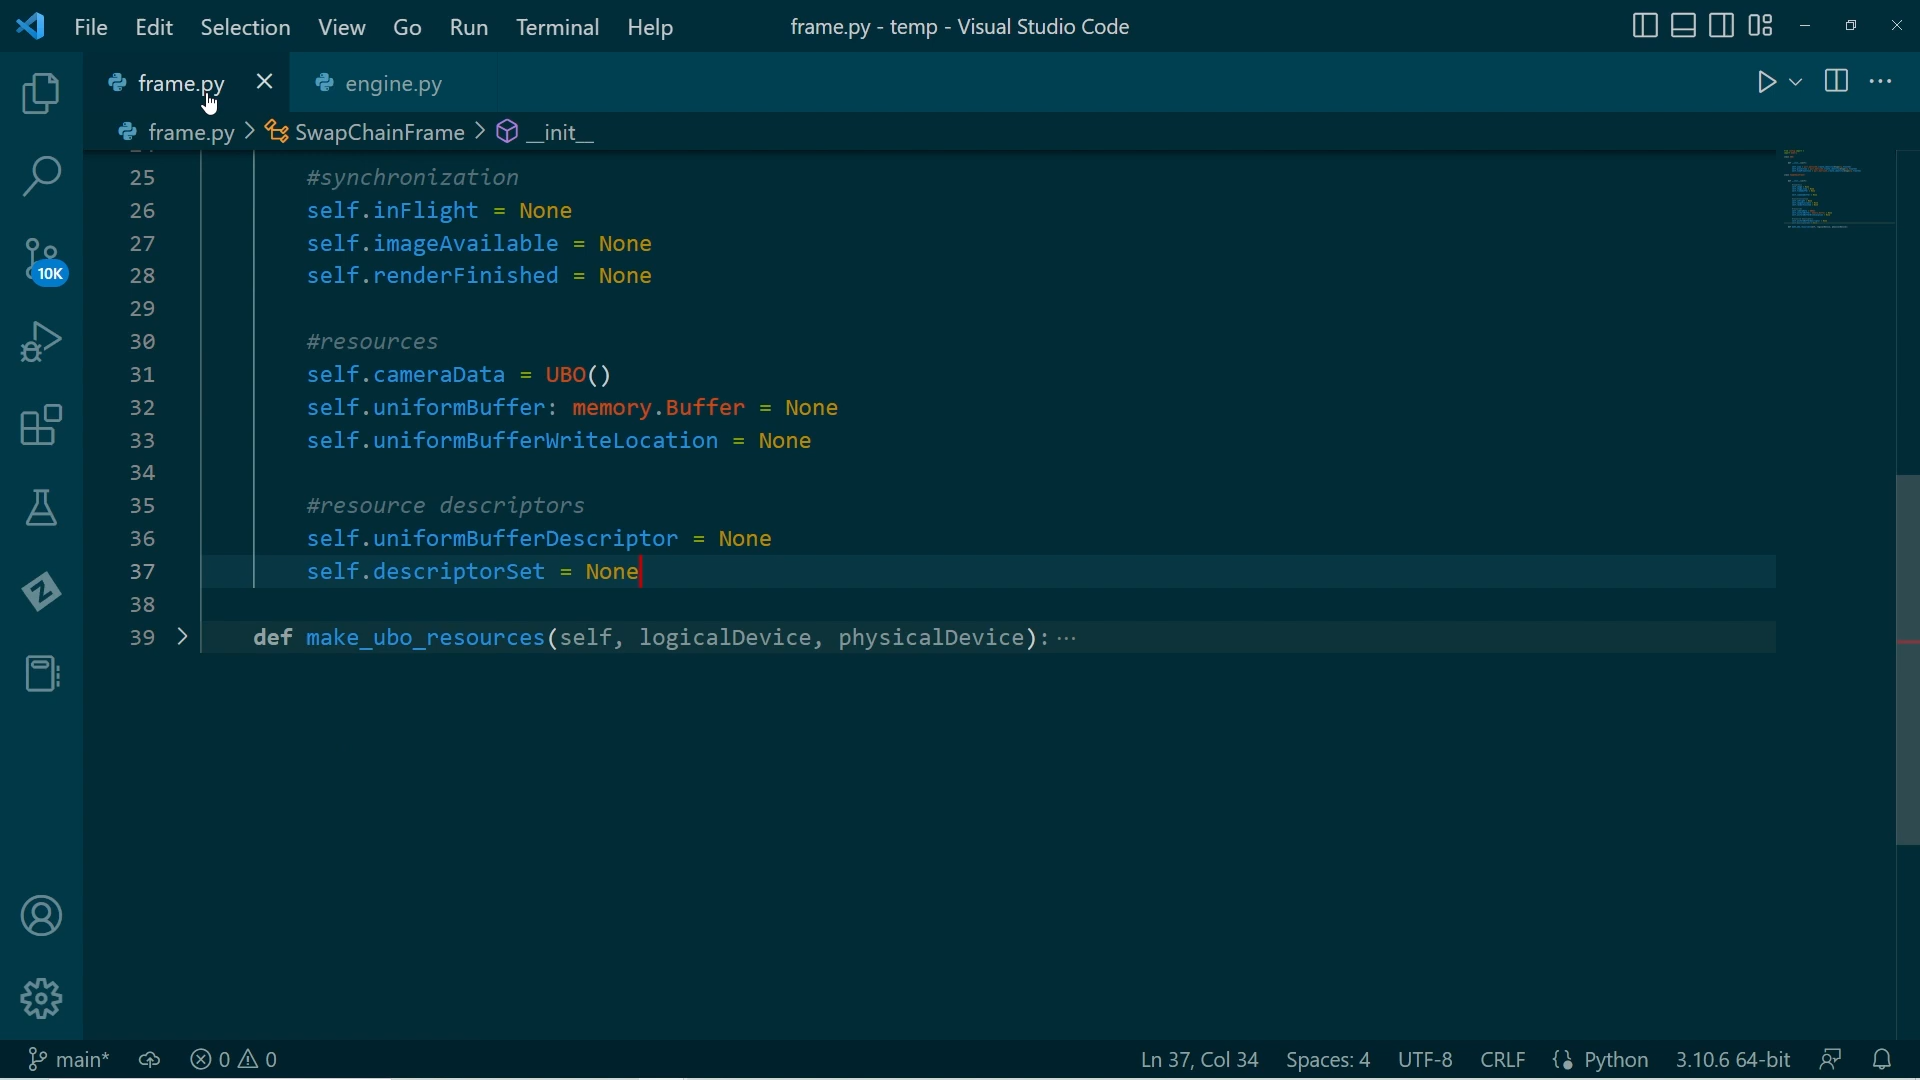 File Edit Selection View Go Run Terminal Help frame.py - temp - Visual Studio Code
frame.py engine.py
frame.py > SwapChainFrame > __init__
25 #synchronization
26 self.inFlight = None
27 self.imageAvailable = None
28 self.renderFinished = None
29
30 #resources
31 self.cameraData = UBO()
32 self.uniformBuffer: memory.Buffer = None
33 self.uniformBufferWriteLocation = None
34
35 #resource descriptors
36 self.uniformBufferDescriptor = None
37 self.descriptorSet = None
38
39 def make_ubo_resources(self, logicalDevice, physicalDevice): ···
10K
main* 0 0 Ln 37, Col 34 Spaces: 4 UTF-8 CRLF Python 3.10.6 64-bit